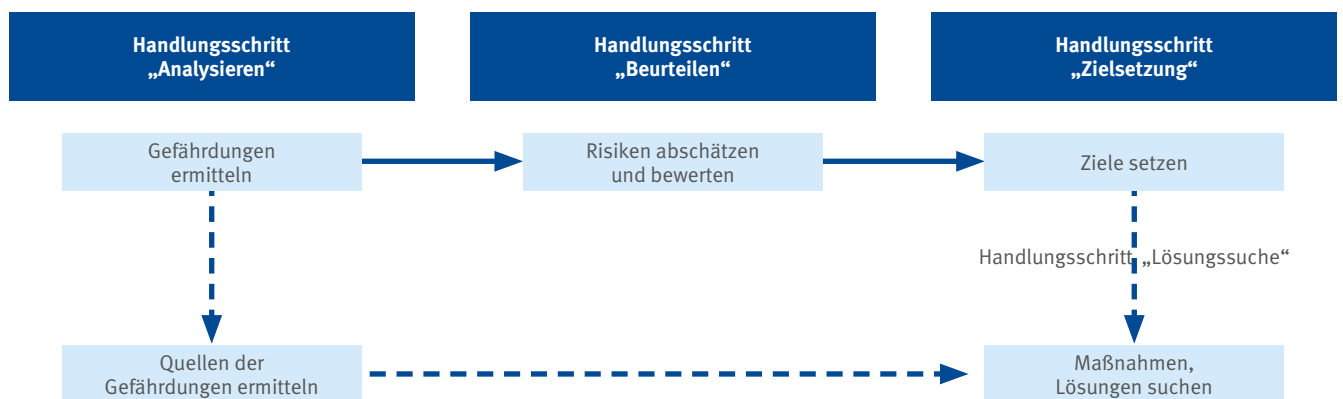 Handlungsschritt
„Analysieren“
Handlungsschritt
„Beurteilen“
Handlungsschritt
„Zielsetzung“
Gefährdungen
ermitteln
Risiken abschätzen
und bewerten
Ziele setzen
Handlungsschritt „Lösungssuche“
Quellen der
Gefährdungen ermitteln
Maßnahmen,
Lösungen suchen